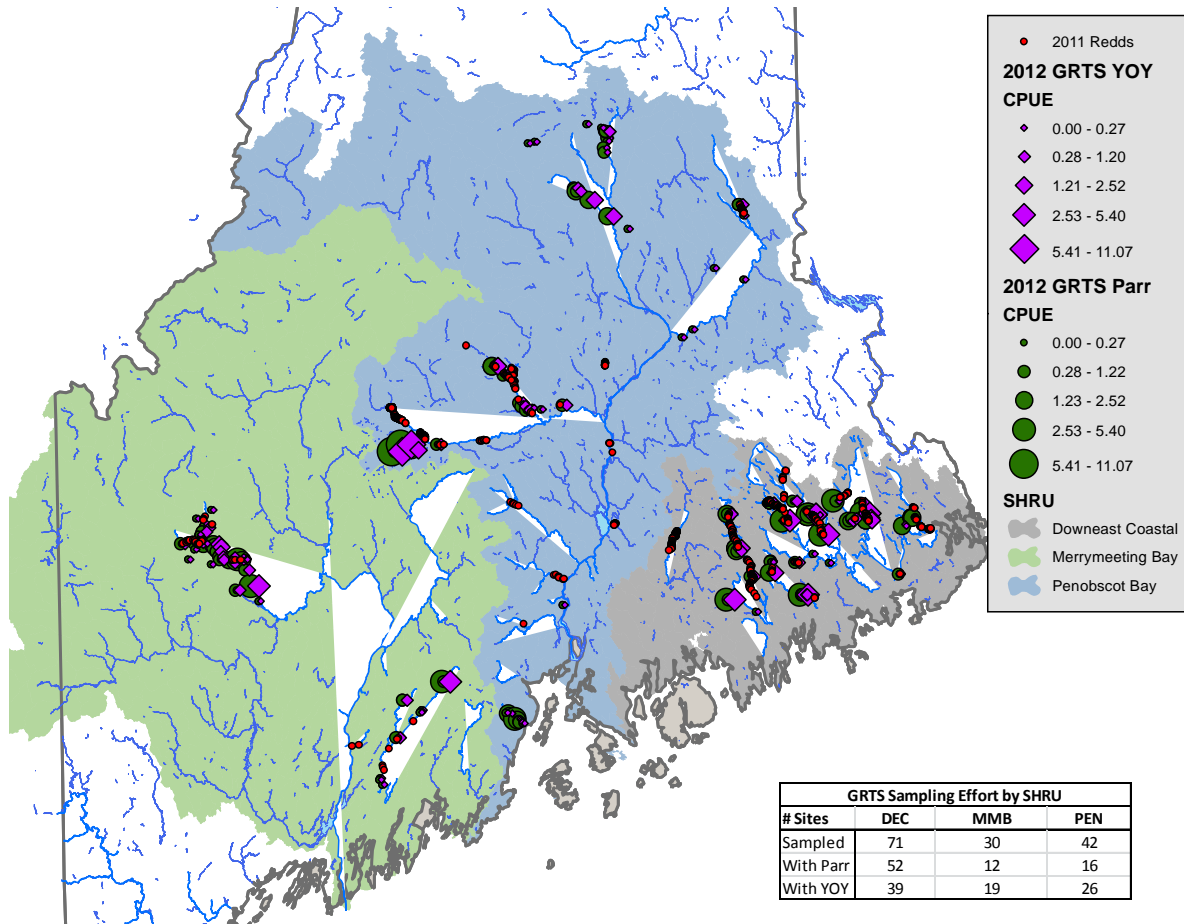 2011 Redds
2012 GRTS YOY
CPUE
0.00 - 0.27
0.28 - 1.20
1.21 - 2.52
2.53 - 5.40
5.41 - 11.07
2012 GRTS Parr
CPUE
0.00 - 0.27
0.28 - 1.22
1.23 - 2.52
2.53 - 5.40
5.41 - 11.07
SHRU
Downeast Coastal
Merrymeeting Bay
Penobscot Bay
GRTS Sampling Effort by SHRU
# Sites DEC MMB PEN
Sampled 71 30 42
With Parr 52 12 16
With YOY 39 19 26